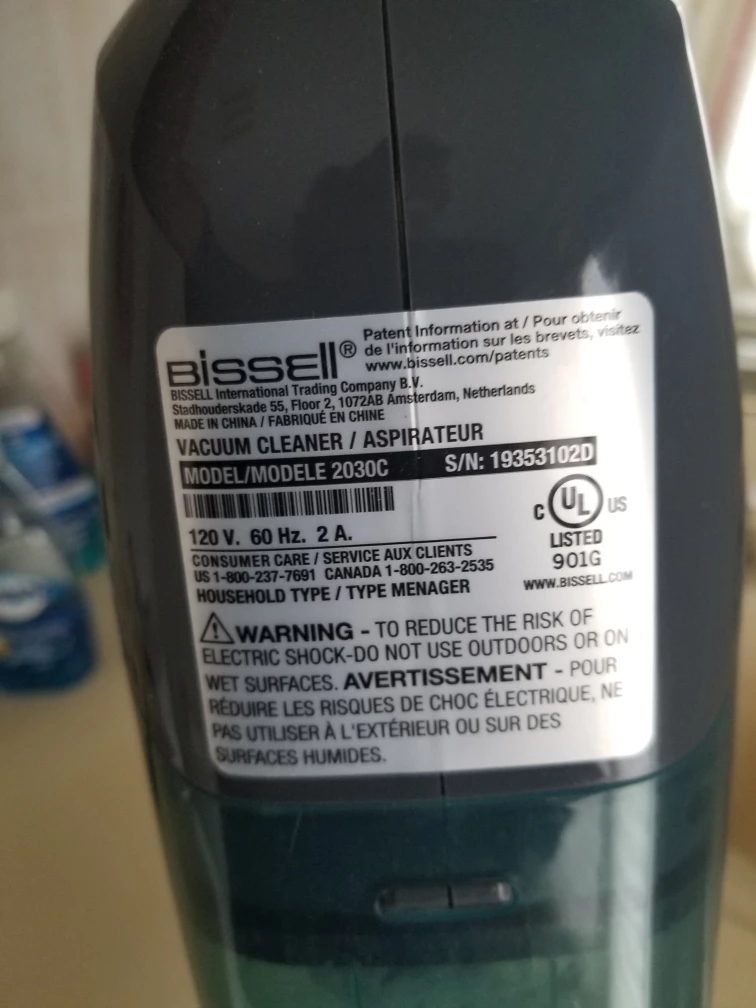 Patent Information at / Pour obtenir
de l'information sur les brevets, visitez
www.bissell.com/patents
BISSELL®
BISSELL International Trading Company B.V.
Stadhouderskade 55, Floor 2, 1072AB Amsterdam, Netherlands
MADE IN CHINA / FABRIQUÉ EN CHINE
VACUUM CLEANER / ASPIRATEUR
MODEL/MODELE 2030C S/N: 19353102D
120 V. 60 Hz. 2 A.
C UL US
LISTED
901G
WWW.BISSELL.COM
CONSUMER CARE / SERVICE AUX CLIENTS
US 1-800-237-7691 CANADA 1-800-263-2535
HOUSEHOLD TYPE / TYPE MENAGER
WARNING - TO REDUCE THE RISK OF
ELECTRIC SHOCK-DO NOT USE OUTDOORS OR ON
WET SURFACES. AVERTISSEMENT - POUR
RÉDUIRE LES RISQUES DE CHOC ÉLECTRIQUE, NE
PAS UTILISER À L'EXTÉRIEUR OU SUR DES
SURFACES HUMIDES.